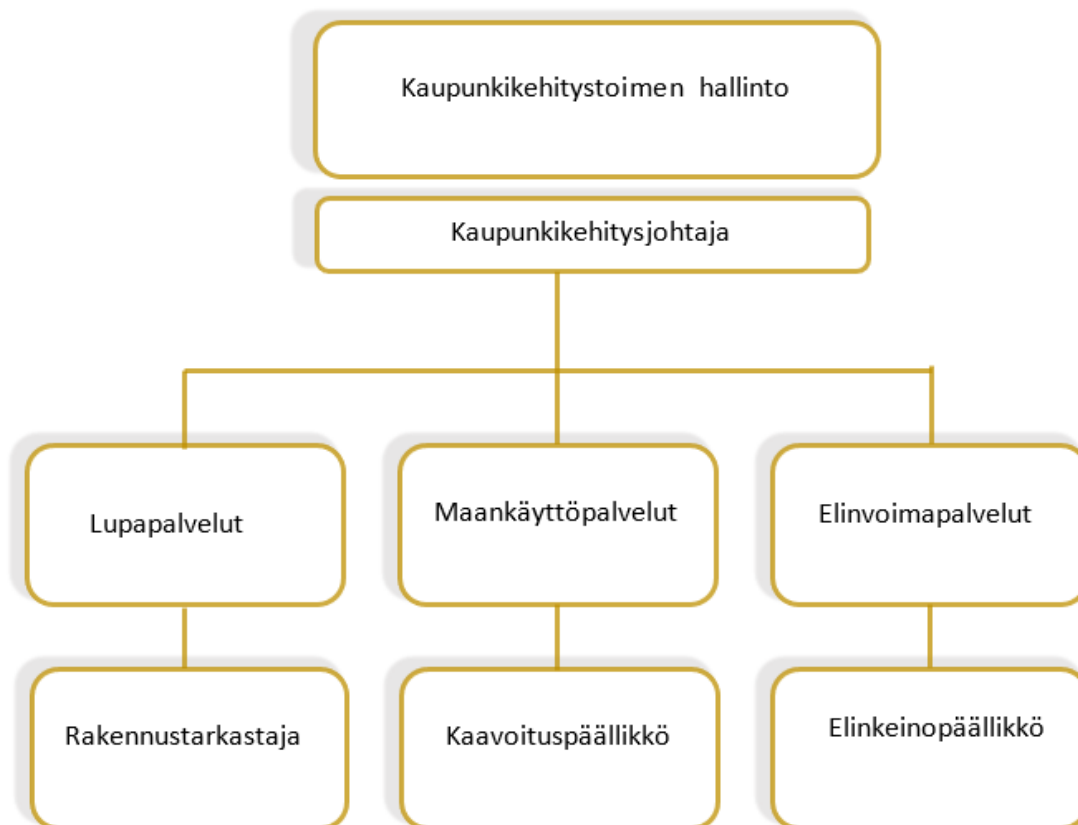 Kaupunkikehitystoimen hallinto
Kaupunkikehitysjohtaja
Lupapalvelut
Maankäyttöpalvelut
Elinvoimapalvelut
Rakennustarkastaja
Kaavoituspäällikkö
Elinkeinopäällikkö